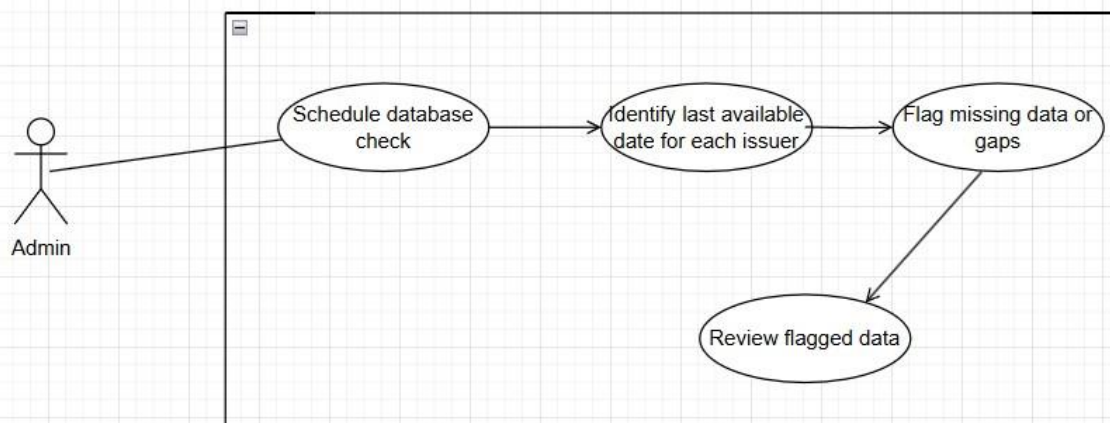 Schedule database
check
Identify last available
date for each issuer
Flag missing data or
gaps
Admin
Review flagged data